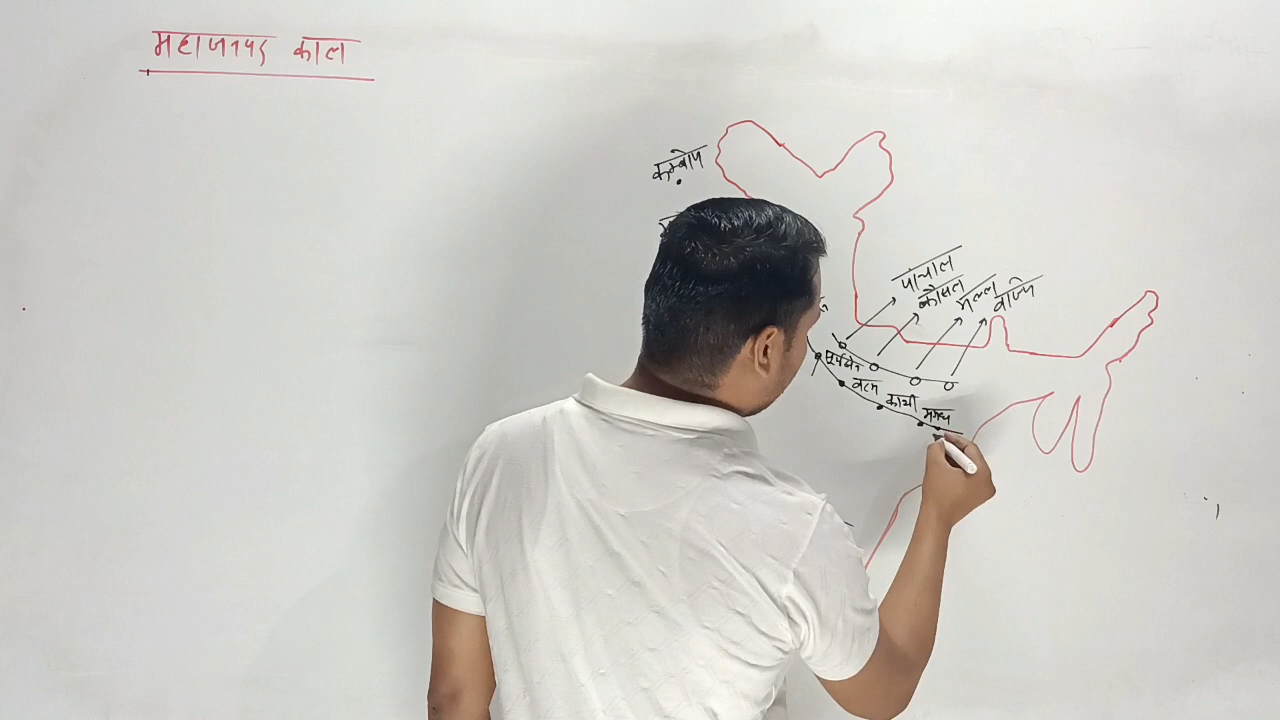 महाजनपद काल
कम्बोज
पांचाल
कौसल
मल्ल
वज्जि
सूरसेन
वत्स
काशी
मगध